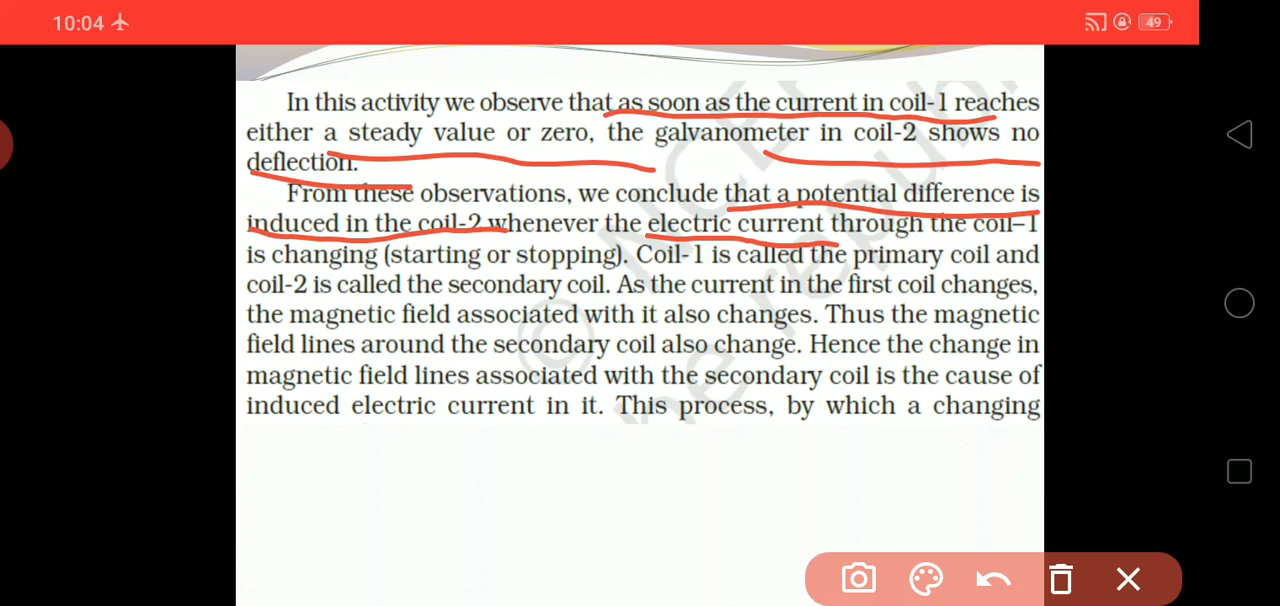 10:04
49
In this activity we observe that as soon as the current in coil-1 reaches
either a steady value or zero, the galvanometer in coil-2 shows no
deflection.
From these observations, we conclude that a potential difference is
induced in the coil-2 whenever the electric current through the coil–1
is changing (starting or stopping). Coil-1 is called the primary coil and
coil-2 is called the secondary coil. As the current in the first coil changes,
the magnetic field associated with it also changes. Thus the magnetic
field lines around the secondary coil also change. Hence the change in
magnetic field lines associated with the secondary coil is the cause of
induced electric current in it. This process, by which a changing